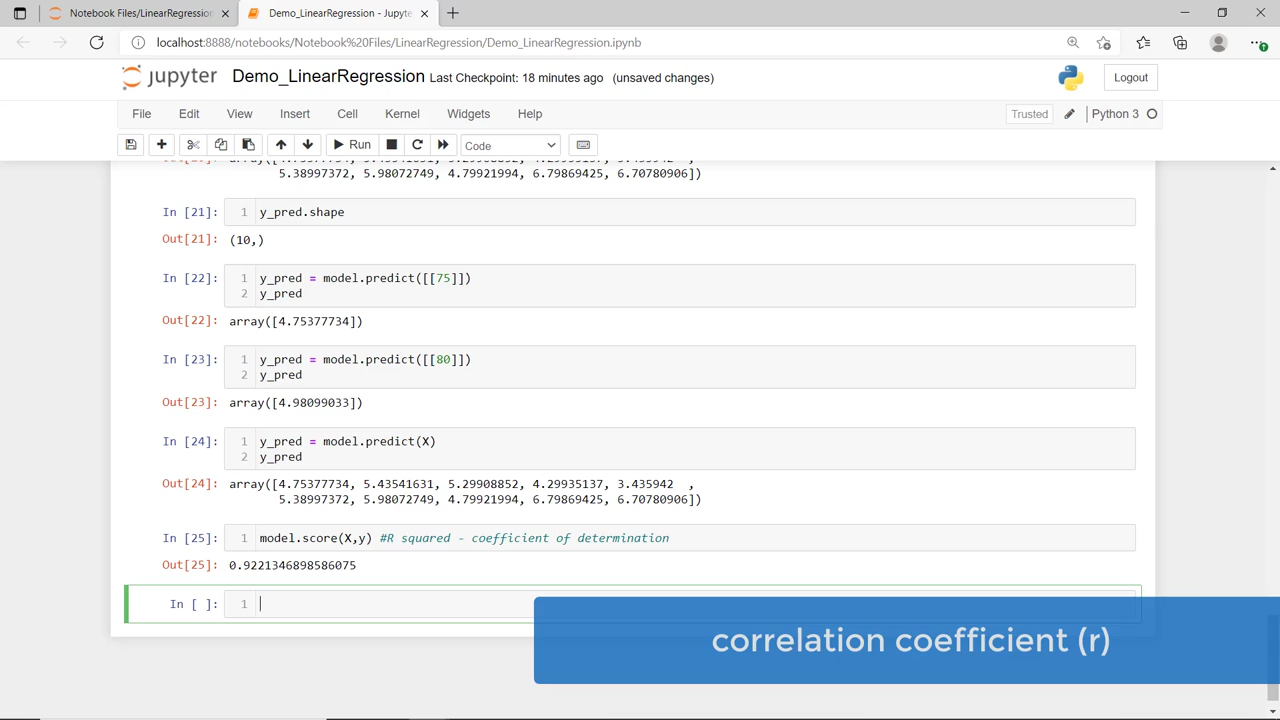 Notebook Files/LinearRegression
Demo_LinearRegression - Jupyte
localhost:8888/notebooks/Notebook%20Files/LinearRegression/Demo_LinearRegression.ipynb
jupyter Demo_LinearRegression Last Checkpoint: 18 minutes ago (unsaved changes) Logout
File Edit View Insert Cell Kernel Widgets Help Trusted Python 3
Run Code
5.38997372, 5.98072749, 4.79921994, 6.79869425, 6.70780906])
In [21]: 1 y_pred.shape
Out[21]: (10,)
In [22]: 1 y_pred = model.predict([[75]])
2 y_pred
Out[22]: array([4.75377734])
In [23]: 1 y_pred = model.predict([[80]])
2 y_pred
Out[23]: array([4.98099033])
In [24]: 1 y_pred = model.predict(X)
2 y_pred
Out[24]: array([4.75377734, 5.43541631, 5.29908852, 4.29935137, 3.435942 ,
5.38997372, 5.98072749, 4.79921994, 6.79869425, 6.70780906])
In [25]: 1 model.score(X,y) #R squared - coefficient of determination
Out[25]: 0.9221346898586075
In [ ]: 1
correlation coefficient (r)